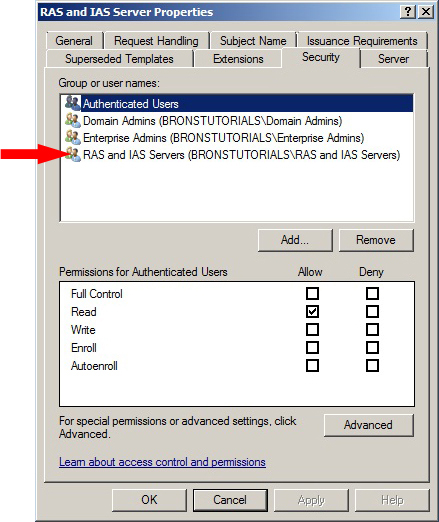 RAS and IAS Server Properties
General Request Handling Subject Name Issuance Requirements
Superseded Templates Extensions Security Server
Group or user names:
Authenticated Users
Domain Admins (BRONSTUTORIALS\Domain Admins)
Enterprise Admins (BRONSTUTORIALS\Enterprise Admins)
RAS and IAS Servers (BRONSTUTORIALS\RAS and IAS Servers)
Add... Remove
Permissions for Authenticated Users Allow Deny
Full Control
Read
Write
Enroll
Autoenroll
For special permissions or advanced settings, click
Advanced.
Advanced
Learn about access control and permissions
OK Cancel Apply Help